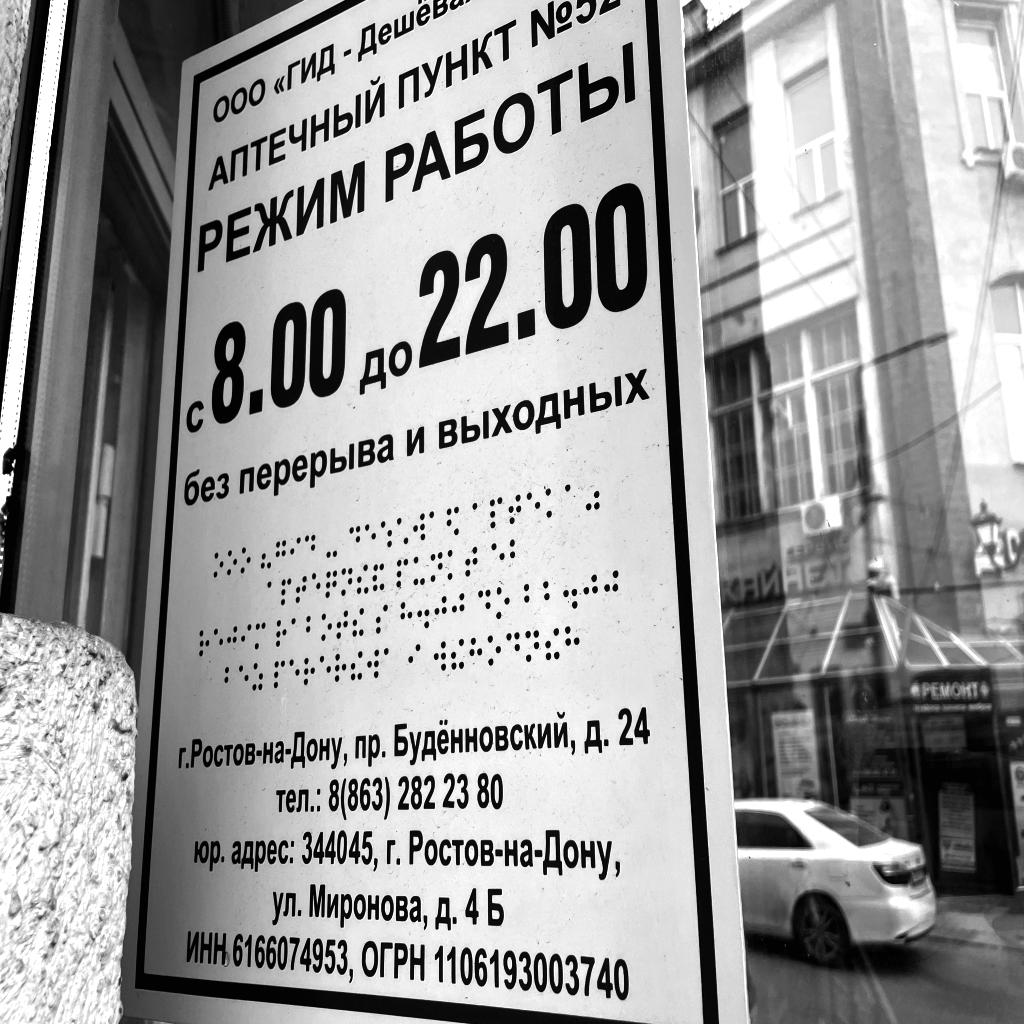 ООО «ГИД - Дешёвая
АПТЕЧНЫЙ ПУНКТ №52
РЕЖИМ РАБОТЫ
с 8.00 до 22.00
без перерыва и выходных
г.Ростов-на-Дону, пр. Будённовский, д. 24
тел.: 8(863) 282 23 80
юр. адрес: 344045, г. Ростов-на-Дону,
ул. Миронова, д. 4 Б
ИНН 6166074953, ОГРН 1106193003740
РЕМОНТ